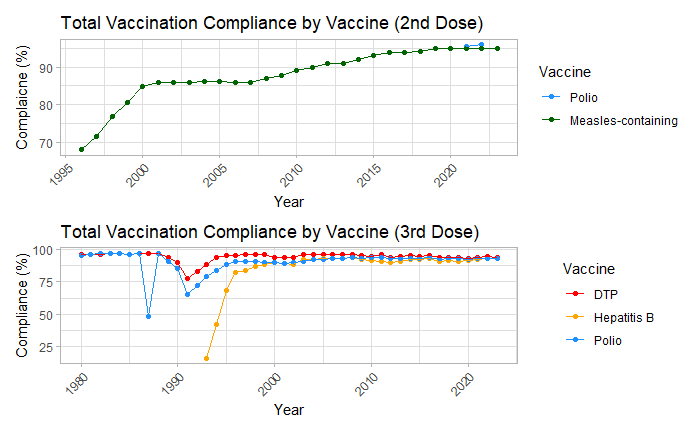 Total Vaccination Compliance by Vaccine (2nd Dose)
Complaicne (%)
90
80
70
1995
2000
2005
2010
2015
2020
Year
Vaccine
Polio
Measles-containing
Total Vaccination Compliance by Vaccine (3rd Dose)
Compliance (%)
100
75
50
25
1980
1990
2000
2010
2020
Year
Vaccine
DTP
Hepatitis B
Polio